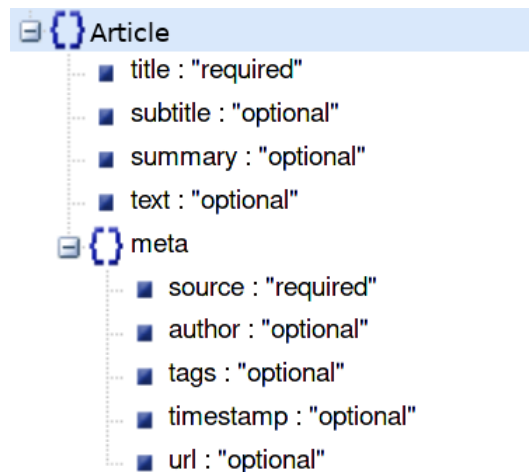 Article
title : "required"
subtitle : "optional"
summary : "optional"
text : "optional"
meta
source : "required"
author : "optional"
tags : "optional"
timestamp : "optional"
url : "optional"